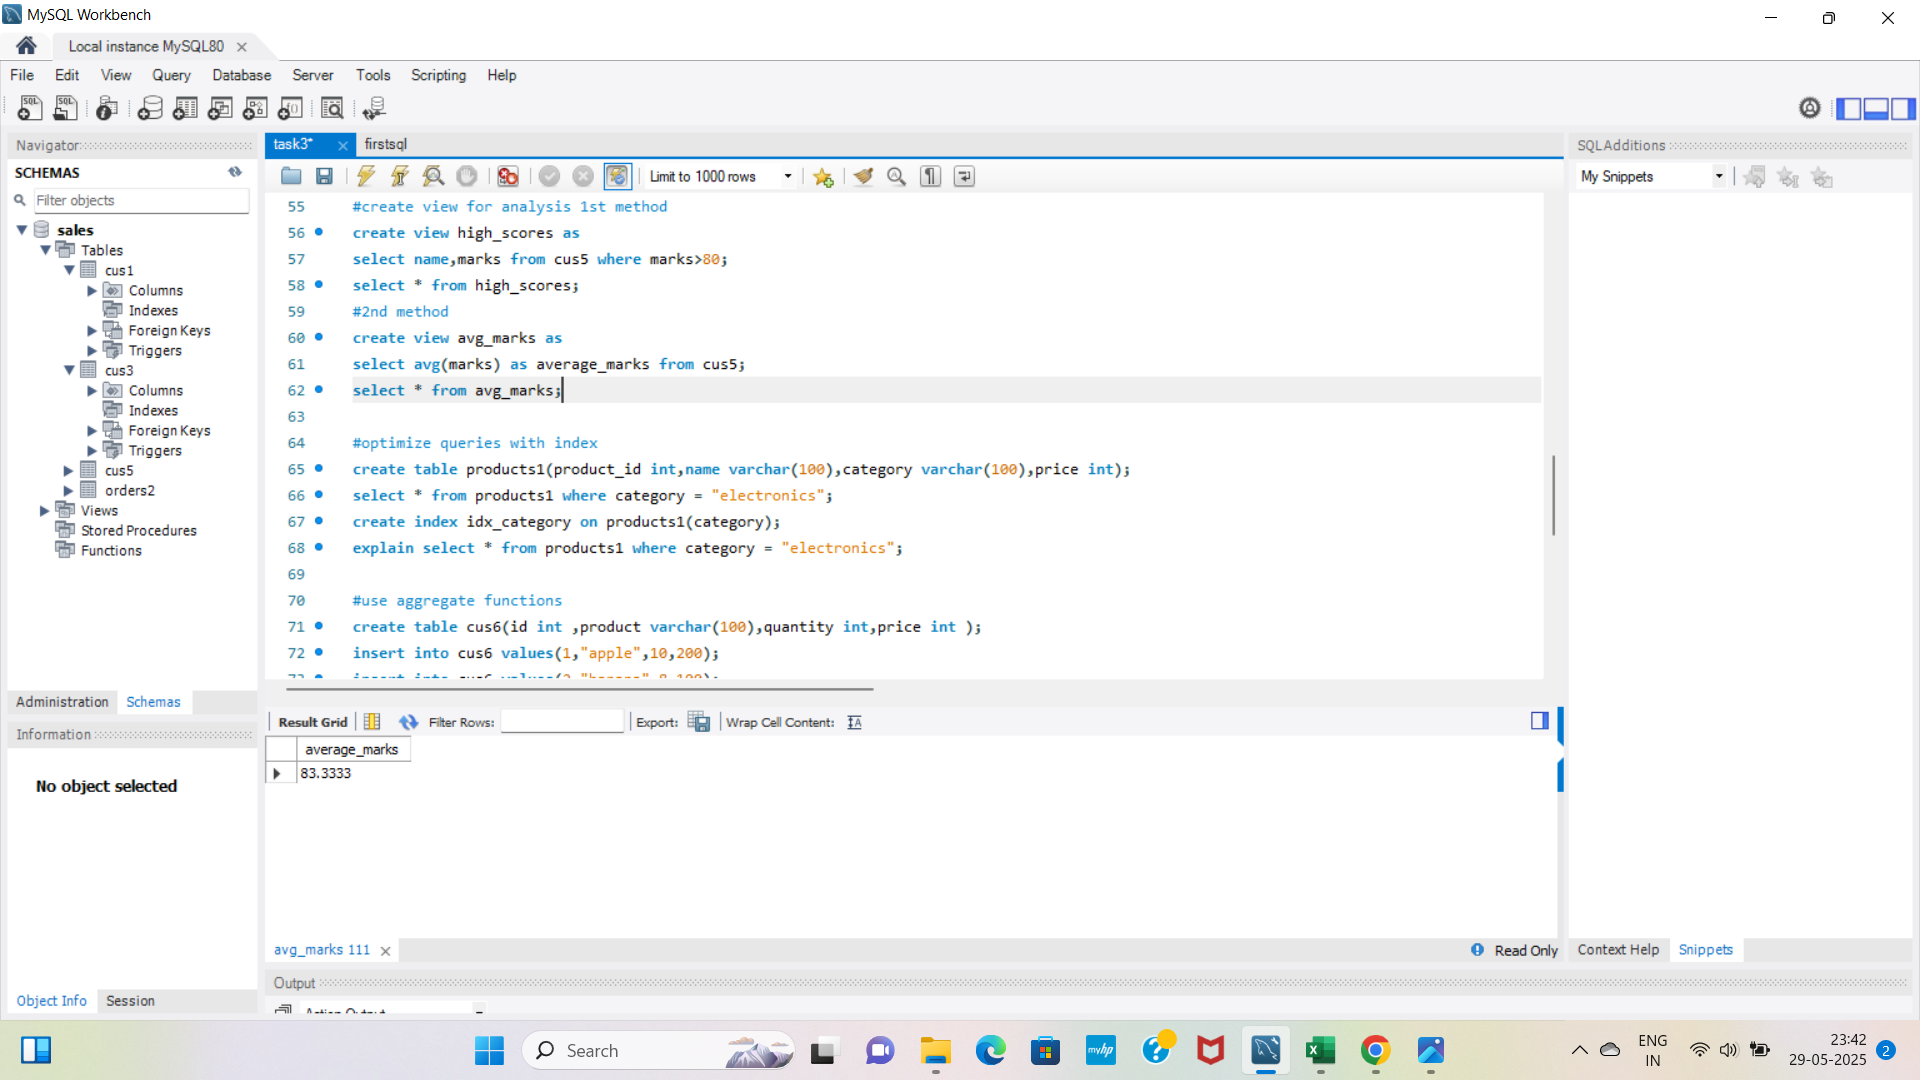 MySQL Workbench
Local instance MySQL80
File Edit View Query Database Server Tools Scripting Help
Navigator
SCHEMAS
Filter objects
sales
Tables
cus1
Columns
Indexes
Foreign Keys
Triggers
cus3
Columns
Indexes
Foreign Keys
Triggers
cus5
orders2
Views
Stored Procedures
Functions
Administration Schemas
Information
No object selected
Object Info Session
task3* firstsql
Limit to 1000 rows
55 #create view for analysis 1st method
56 create view high_scores as
57 select name,marks from cus5 where marks>80;
58 select * from high_scores;
59 #2nd method
60 create view avg_marks as
61 select avg(marks) as average_marks from cus5;
62 select * from avg_marks;
63
64 #optimize queries with index
65 create table products1(product_id int,name varchar(100),category varchar(100),price int);
66 select * from products1 where category = "electronics";
67 create index idx_category on products1(category);
68 explain select * from products1 where category = "electronics";
69
70 #use aggregate functions
71 create table cus6(id int ,product varchar(100),quantity int,price int );
72 insert into cus6 values(1,"apple",10,200);
73 insert into cus6 values(2,"banana",8,100);
Result Grid Filter Rows: Export: Wrap Cell Content:
average_marks
83.3333
avg_marks 111
Read Only
Output
Action Output
SQLAdditions
My Snippets
Context Help Snippets
Search
myhp
ENG
IN
23:42
29-05-2025
2